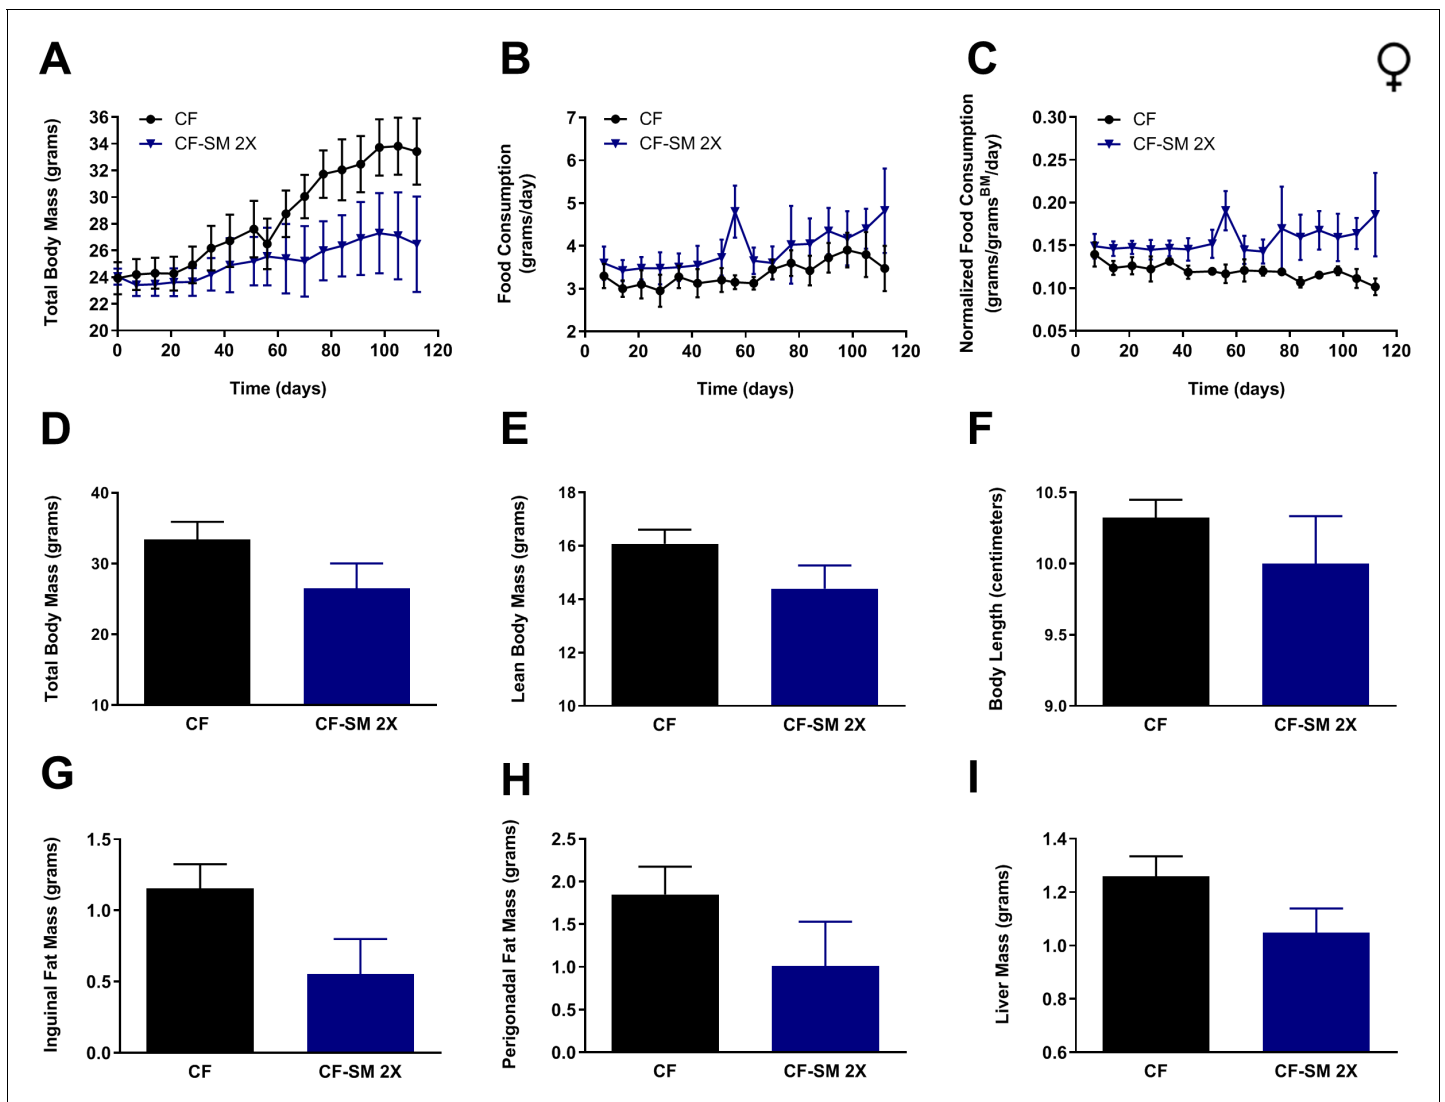 A
B
C
♀
Total Body Mass (grams)
36
34
32
30
28
26
24
22
20
CF
CF-SM 2X
0 20 40 60 80 100 120
Time (days)
Food Consumption
(grams/day)
7
6
5
4
3
2
CF
CF-SM 2X
0 20 40 60 80 100 120
Time (days)
Normalized Food Consumption
(grams/grams^BM/day)
0.30
0.25
0.20
0.15
0.10
0.05
CF
CF-SM 2X
0 20 40 60 80 100 120
Time (days)
D
Total Body Mass (grams)
40
30
20
10
CF CF-SM 2X
E
Lean Body Mass (grams)
18
16
14
12
10
CF CF-SM 2X
F
Body Length (centimeters)
10.5
10.0
9.5
9.0
CF CF-SM 2X
G
Inguinal Fat Mass (grams)
1.5
1.0
0.5
0.0
CF CF-SM 2X
H
Perigonadal Fat Mass (grams)
2.5
2.0
1.5
1.0
0.5
0.0
CF CF-SM 2X
I
Liver Mass (grams)
1.4
1.2
1.0
0.8
0.6
CF CF-SM 2X